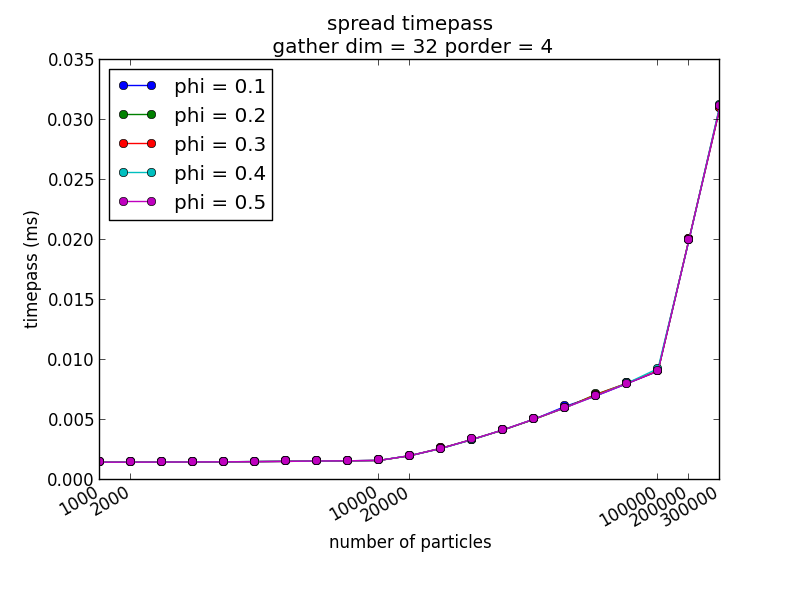 spread timepass
gather dim = 32 porder = 4
0.035
0.030
0.025
0.020
0.015
0.010
0.005
0.000
timepass (ms)
phi = 0.1
phi = 0.2
phi = 0.3
phi = 0.4
phi = 0.5
1000
2000
10000
20000
100000
200000
300000
number of particles